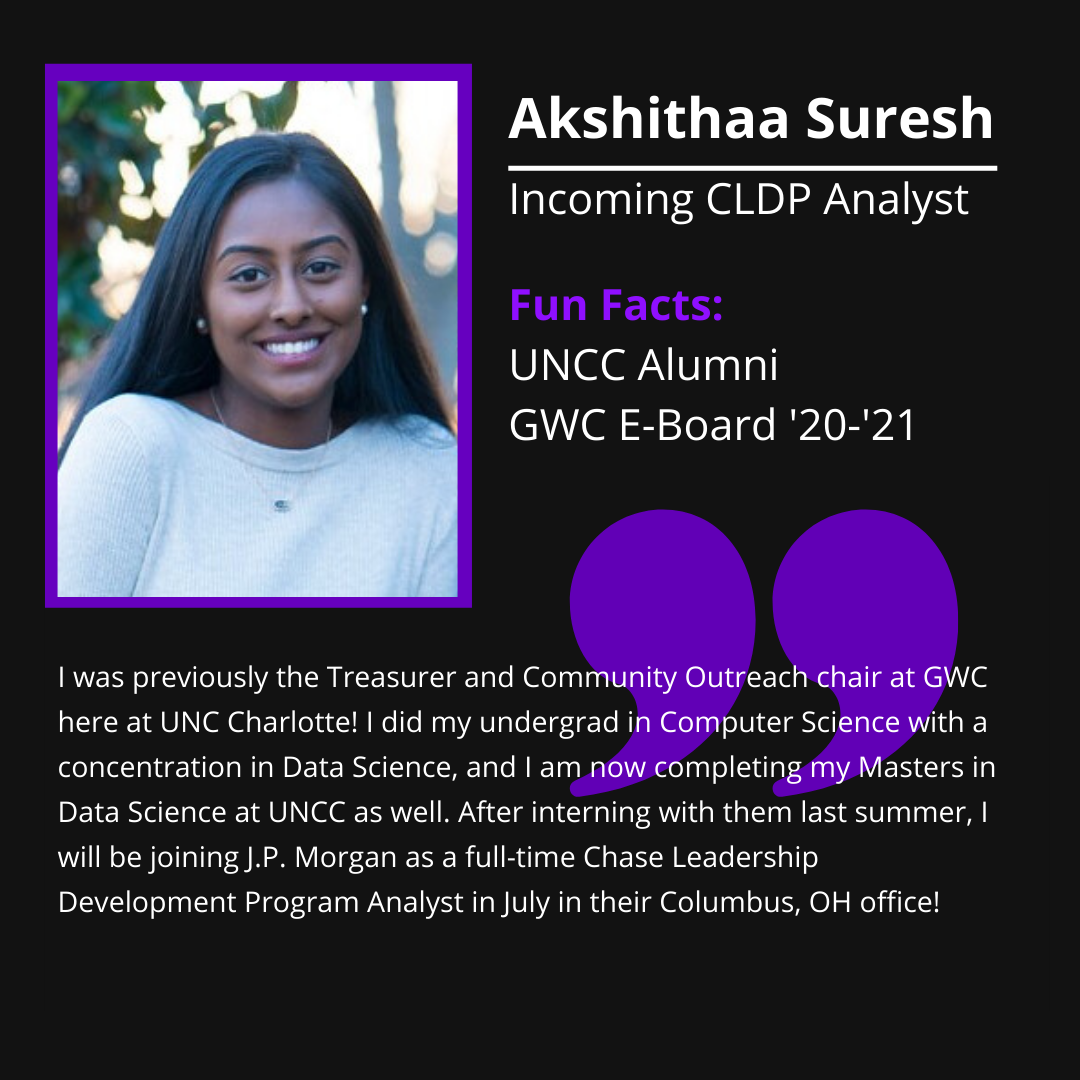 Akshithaa Suresh
Incoming CLDP Analyst
Fun Facts:
UNCC Alumni
GWC E-Board '20-'21
I was previously the Treasurer and Community Outreach chair at GWC
here at UNC Charlotte! I did my undergrad in Computer Science with a
concentration in Data Science, and I am now completing my Masters in
Data Science at UNCC as well. After interning with them last summer, I
will be joining J.P. Morgan as a full-time Chase Leadership
Development Program Analyst in July in their Columbus, OH office!